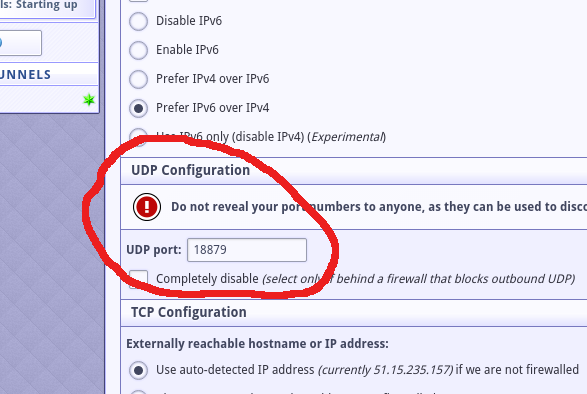 ls: Starting up
UNNELS
Disable IPv6
Enable IPv6
Prefer IPv4 over IPv6
Prefer IPv6 over IPv4
Use IPv6 only (disable IPv4) (Experimental)
UDP Configuration
Do not reveal your port numbers to anyone, as they can be used to disco
UDP port: 18879
Completely disable (select only if behind a firewall that blocks outbound UDP)
TCP Configuration
Externally reachable hostname or IP address:
Use auto-detected IP address (currently 51.15.235.157) if we are not firewalled